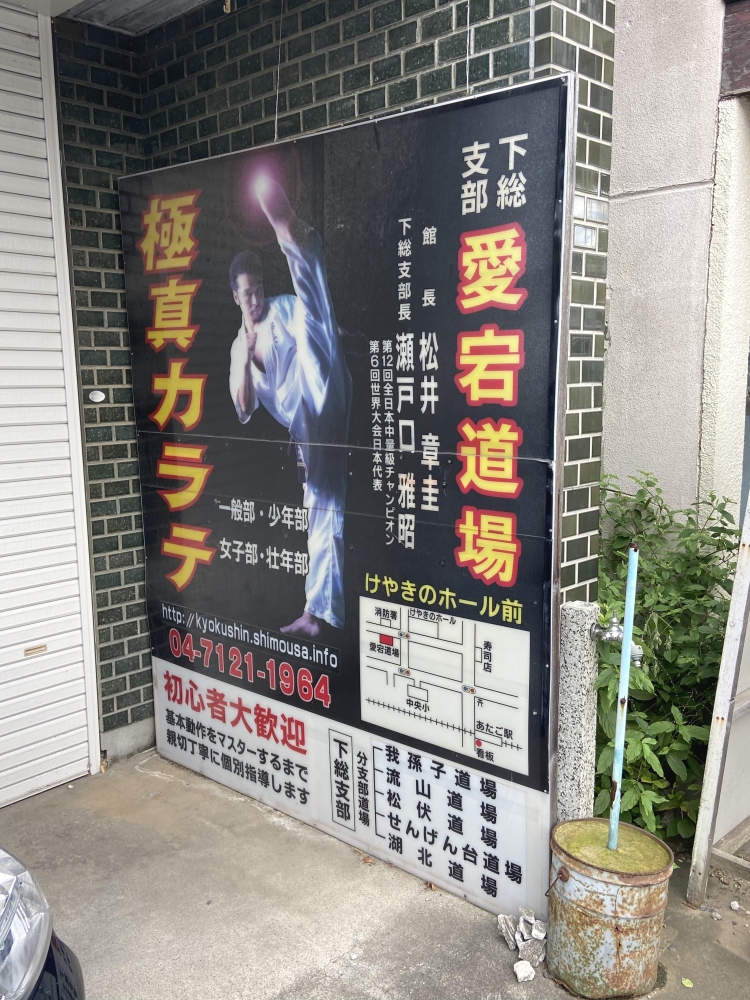 下総
支部
愛宕道場
館長 松井 章圭
下総支部長 瀬戸口 雅昭
第12回全日本中量級チャンピオン
第6回世界大会日本代表
極真カラテ
一般部・少年部
女子部・壮年部
http://kyokushin.shimousa.info
04-7121-1964
けやきのホール前
消防署
けやきのホール
愛宕道場
寿司店
中央小
〒
あたご駅
看板
初心者大歓迎
基本動作をマスターするまで
親切丁寧に個別指導します
下総支部
分支部道場
我孫子道場
流山道場
松伏道場
せんげん台道場
湖北道場